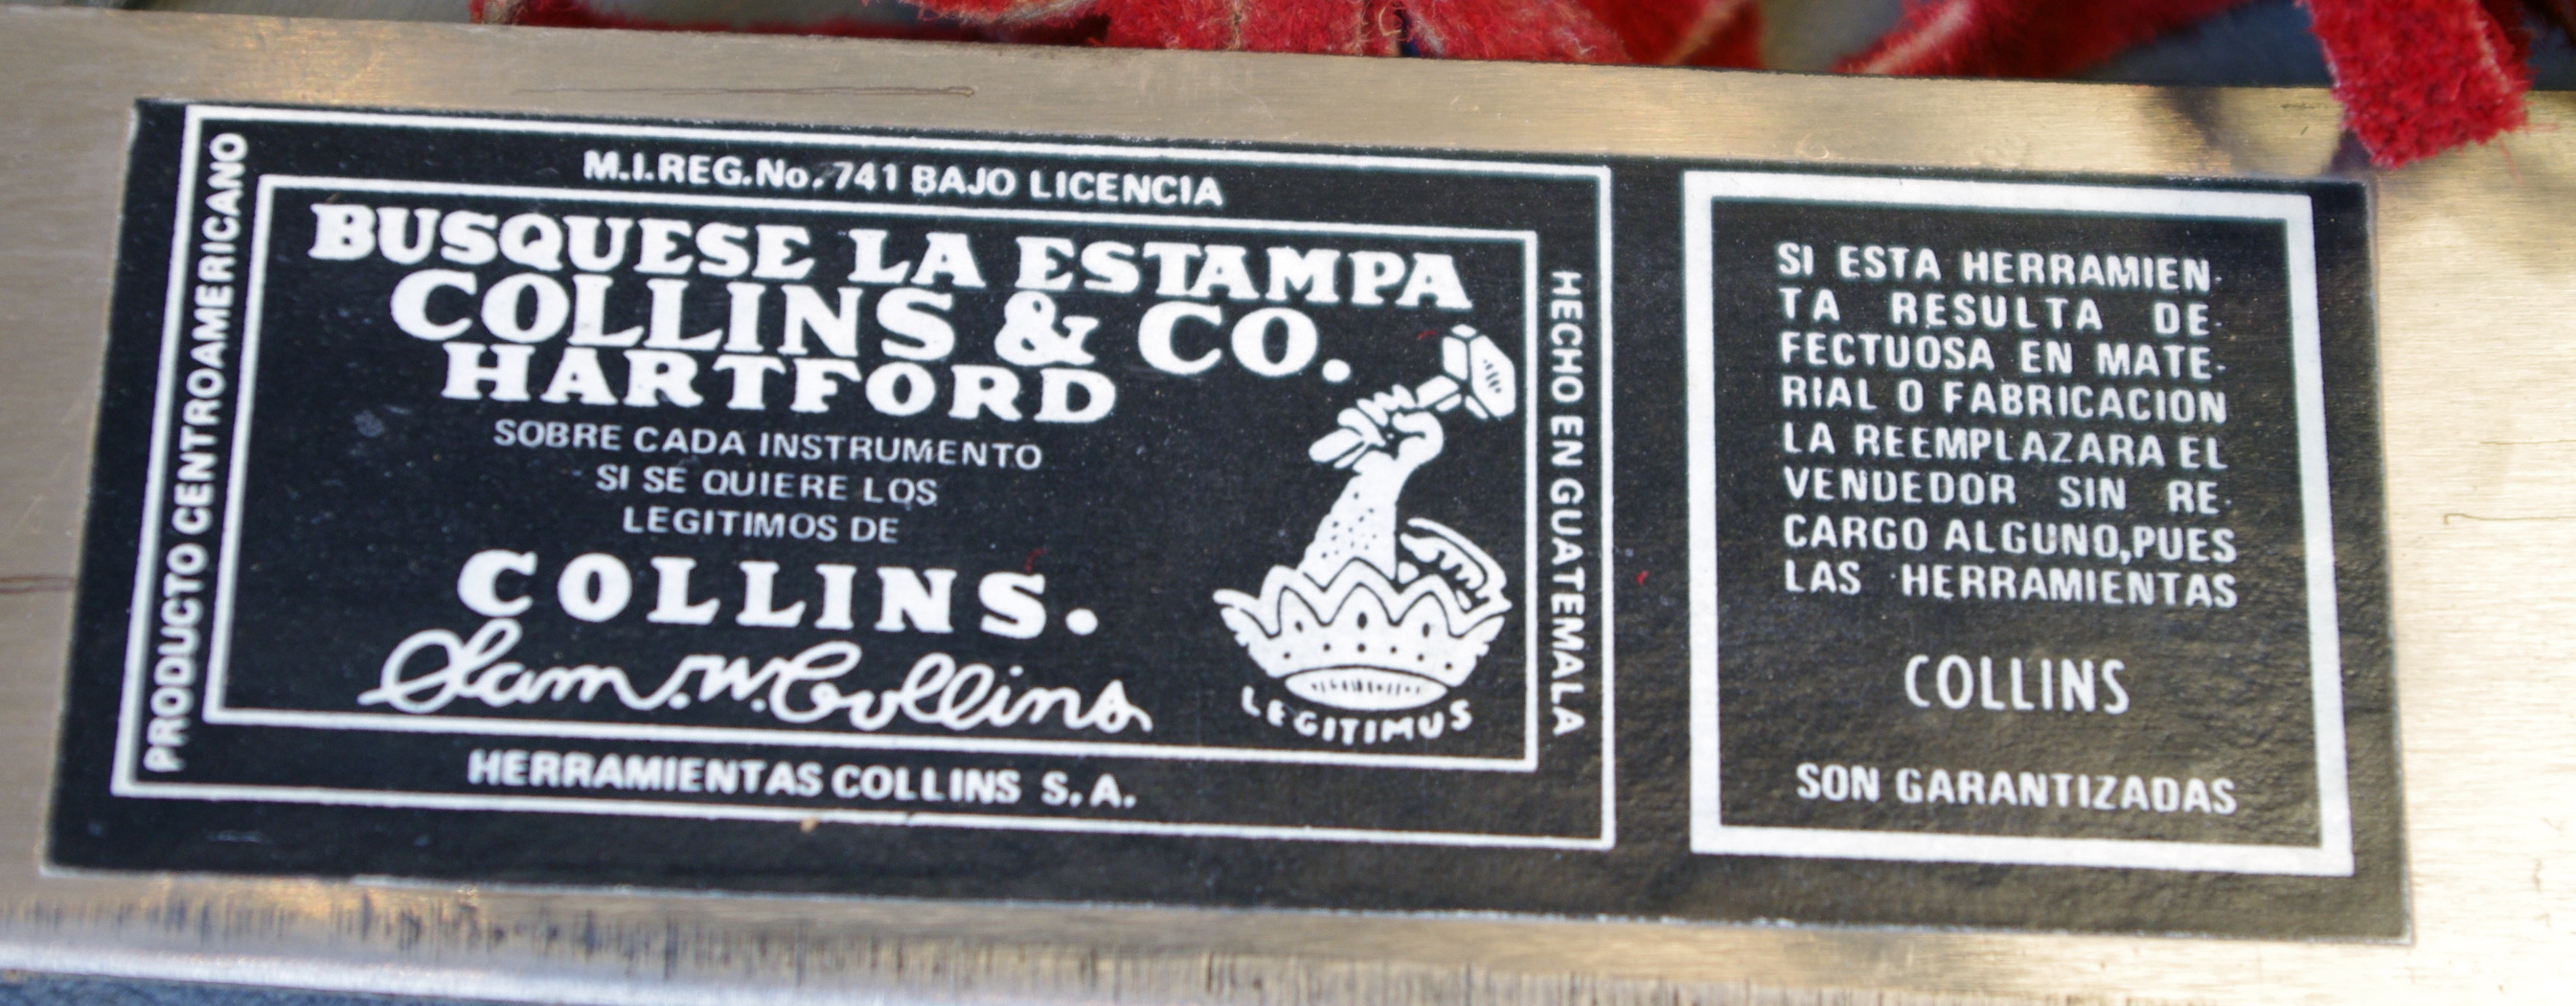 M.I.REG.No.741 BAJO LICENCIA
PRODUCTO CENTROAMERICANO
BUSQUESE LA ESTAMPA
COLLINS & CO.
HARTFORD
SOBRE CADA INSTRUMENTO
SI SE QUIERE LOS
LEGITIMOS DE
COLLINS.
Sam.W.Collins
LEGITIMUS
HECHO EN GUATEMALA
HERRAMIENTAS COLLINS S.A.
SI ESTA HERRAMIEN-
TA RESULTA DE-
FECTUOSA EN MATE-
RIAL O FABRICACION
LA REEMPLAZARA EL
VENDEDOR SIN RE-
CARGO ALGUNO,PUES
LAS HERRAMIENTAS
COLLINS
SON GARANTIZADAS